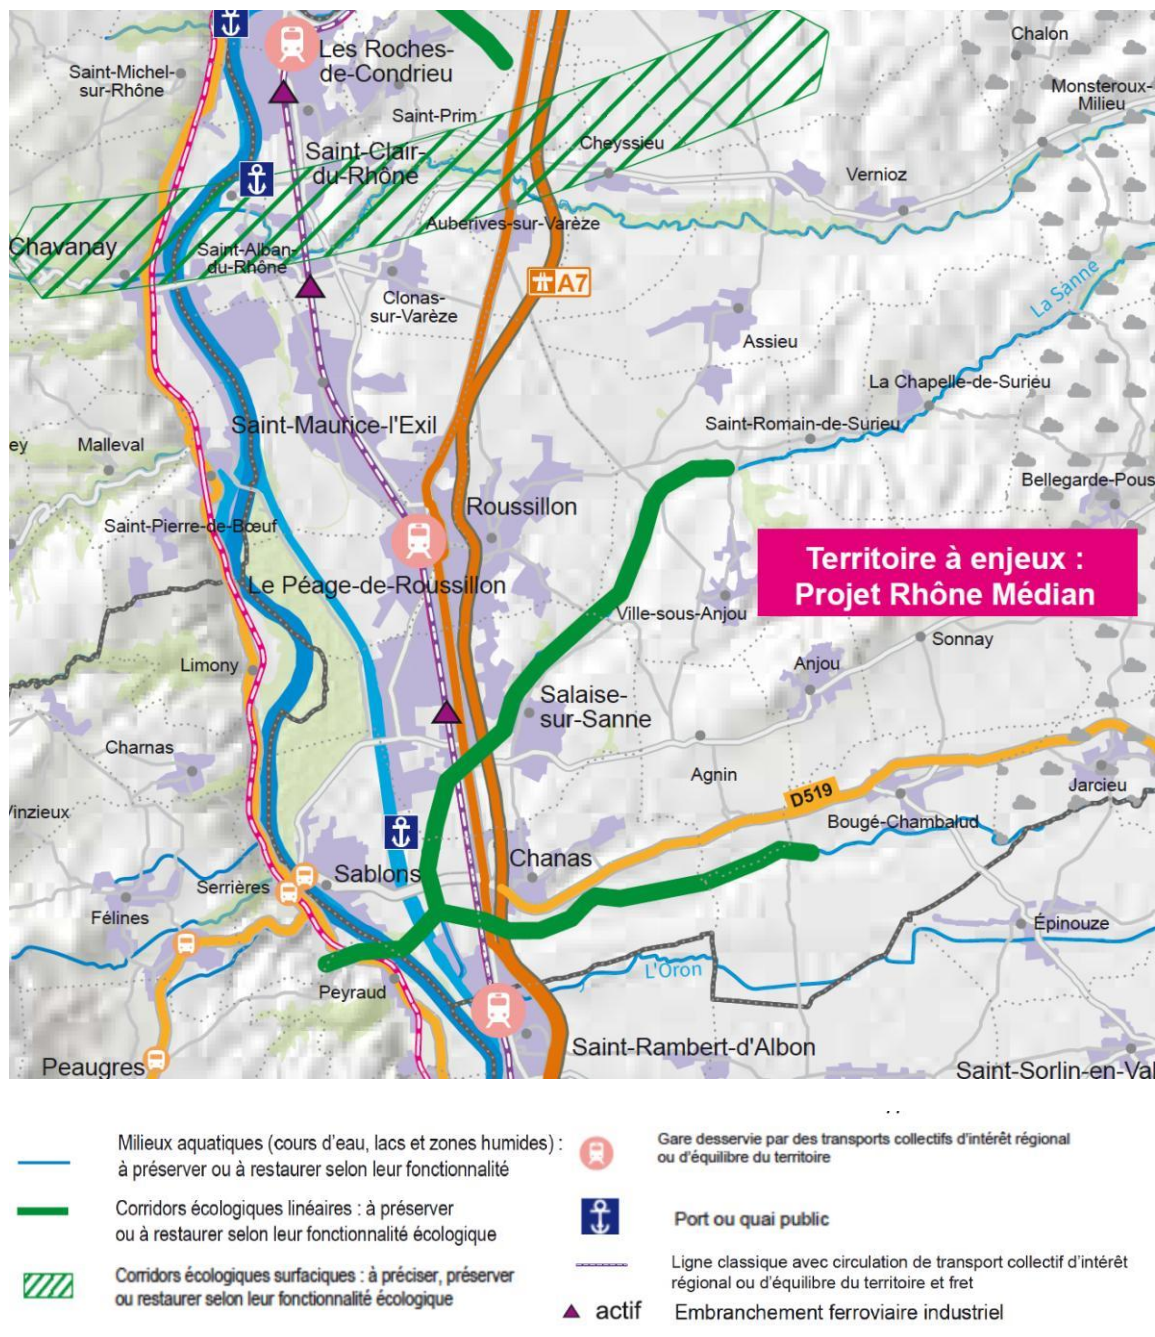 Les Roches-
de-Condrieu
Chalon
Saint-Michel-
sur-Rhône
Monsteroux-
Milieu
Saint-Prim
Cheyssieu
Saint-Clair-
du-Rhône
Vernioz
Auberives-sur-Varèze
Chavanay
Saint-Alban-
du-Rhône
A7
La Sanne
Clonas-
sur-Varèze
Assieu
La Chapelle-de-Surieu
Saint-Maurice-l'Exil
Saint-Romain-de-Surieu
ey
Malleval
Bellegarde-Pous
Roussillon
Saint-Pierre-de-Bœuf
Territoire à enjeux :
Projet Rhône Médian
Le Péage-de-Roussillon
Ville-sous-Anjou
Sonnay
Limony
Anjou
Salaise-
sur-Sanne
Charnas
Agnin
Jarcieu
D519
Vinzieux
Bougé-Chambalud
Chanas
Sablons
Serrières
Félines
Épinouze
L'Oron
Peyraud
Saint-Rambert-d'Albon
Peaugres
Saint-Sorlin-en-Val
Milieux aquatiques (cours d'eau, lacs et zones humides) :
à préserver ou à restaurer selon leur fonctionnalité
Corridors écologiques linéaires : à préserver
ou à restaurer selon leur fonctionnalité écologique
Corridors écologiques surfaciques : à préciser, préserver
ou restaurer selon leur fonctionnalité écologique
Gare desservie par des transports collectifs d'intérêt régional
ou d'équilibre du territoire
Port ou quai public
Ligne classique avec circulation de transport collectif d'intérêt
régional ou d'équilibre du territoire et fret
actif Embranchement ferroviaire industriel